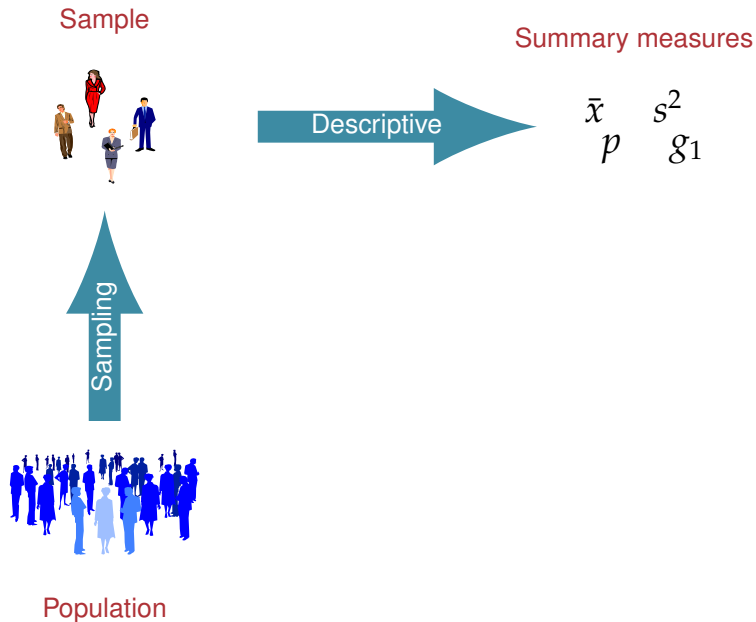 Sample
Summary measures
Descriptive
x̄ s²
p g₁
Sampling
Population